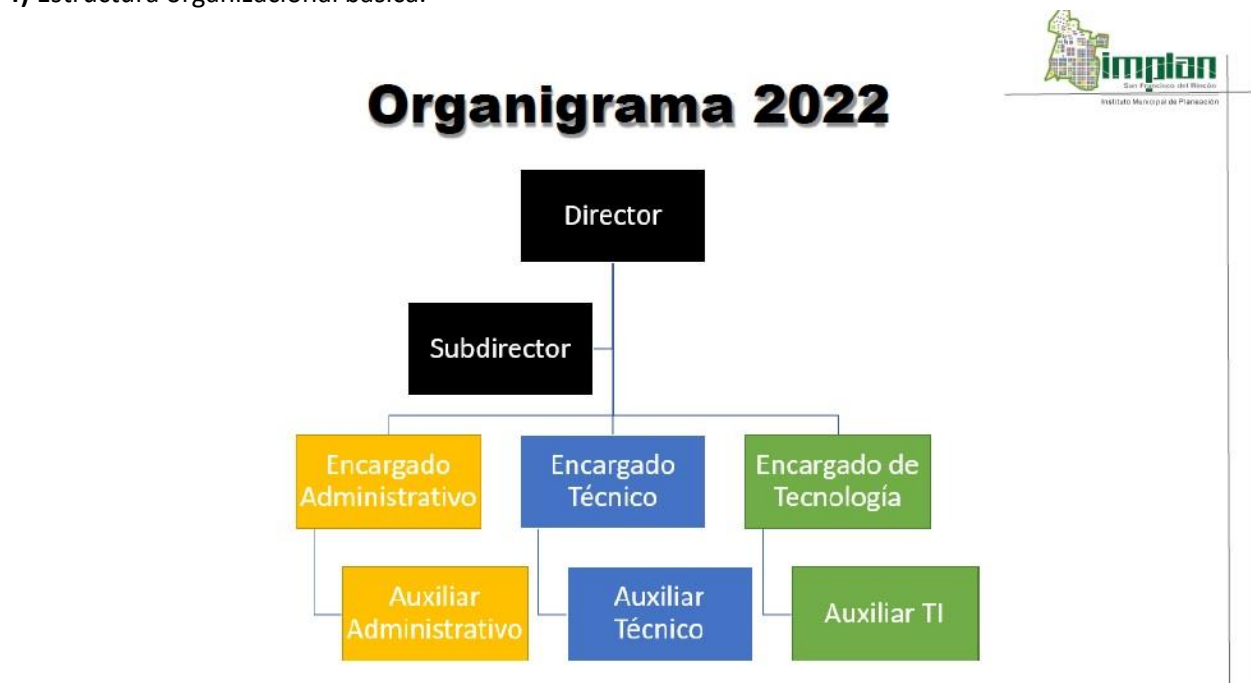 Estructura organizacional básica.
implan
San Francisco del Rincón
Instituto Municipal de Planeación
Organigrama 2022
Director
Subdirector
Encargado
Administrativo
Encargado
Técnico
Encargado de
Tecnología
Auxiliar
Administrativo
Auxiliar
Técnico
Auxiliar TI